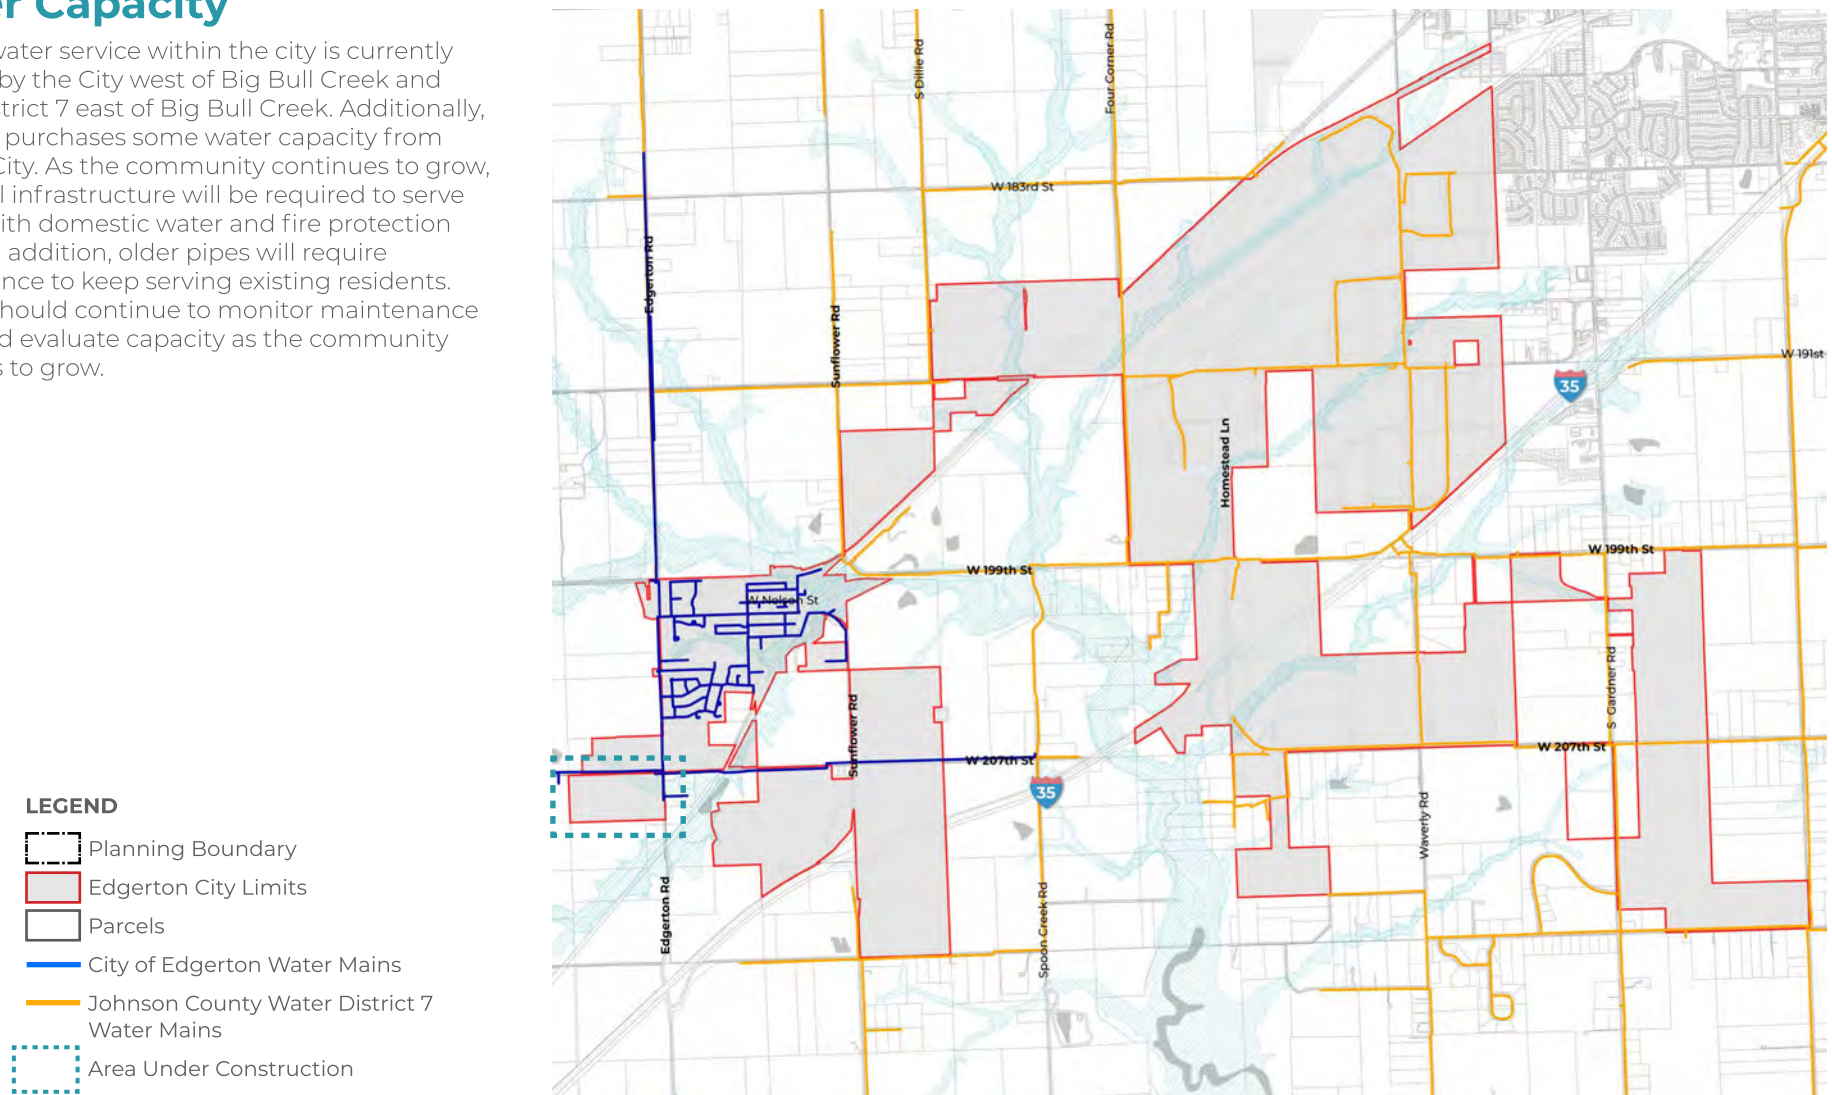 er Capacity
water service within the city is currently
by the City west of Big Bull Creek and
strict 7 east of Big Bull Creek. Additionally,
purchases some water capacity from
City. As the community continues to grow,
l infrastructure will be required to serve
ith domestic water and fire protection
addition, older pipes will require
nce to keep serving existing residents.
hould continue to monitor maintenance
d evaluate capacity as the community
s to grow.
LEGEND
Planning Boundary
Edgerton City Limits
Parcels
City of Edgerton Water Mains
Johnson County Water District 7
Water Mains
Area Under Construction
S Dillie Rd
Four Corner Rd
W 183rd St
Edgerton Rd
Sunflower Rd
W 191st
35
Homestead Ln
W 199th St
W 199th St
W Nelson St
S Gardner Rd
Sunflower Rd
W 207th St
W 207th St
35
Waverly Rd
Edgerton Rd
Spoon Creek Rd